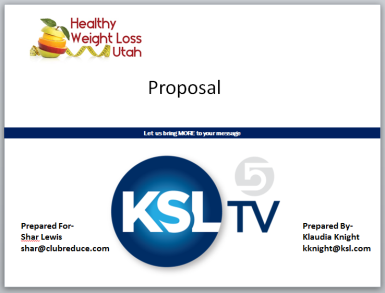 Healthy
Weight Loss
Utah
Proposal
Let us bring MORE to your message
5
KSL TV
Prepared For-
Shar Lewis
shar@clubreduce.com
Prepared By-
Klaudia Knight
kknight@ksl.com